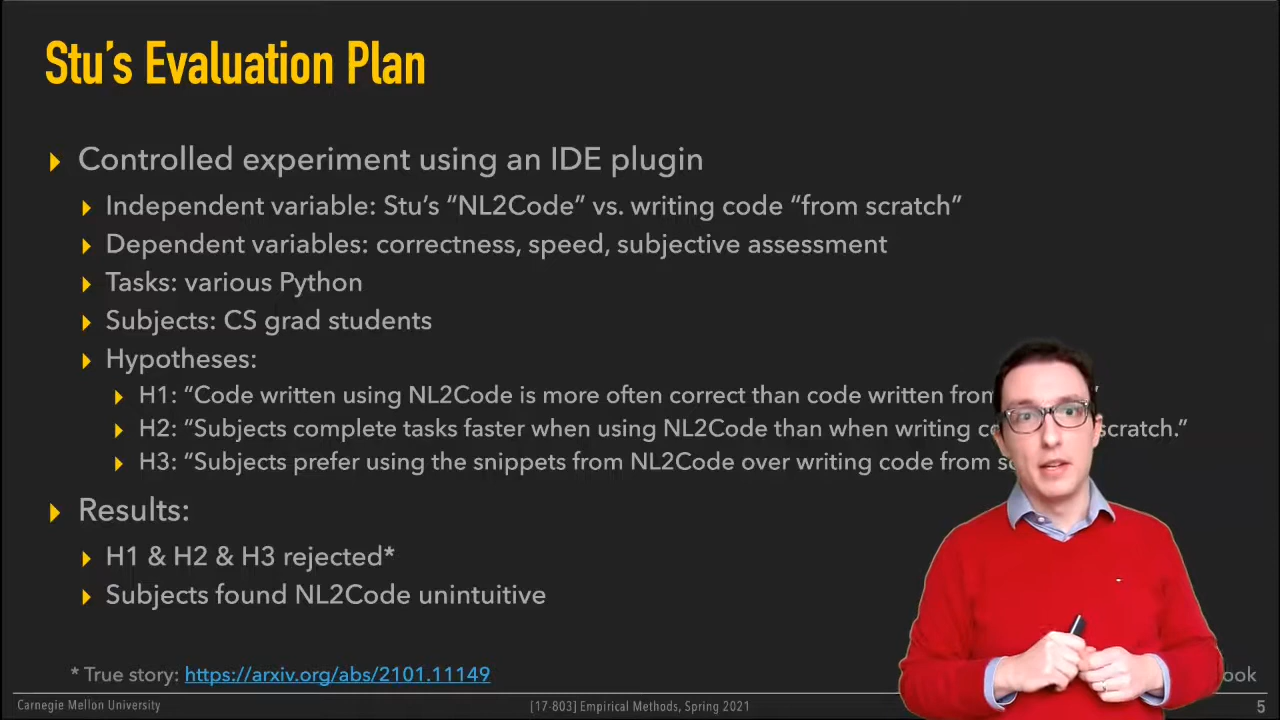 Stu's Evaluation Plan
Controlled experiment using an IDE plugin
Independent variable: Stu's “NL2Code“ vs. writing code “from scratch”
Dependent variables: correctness, speed, subjective assessment
Tasks: various Python
Subjects: CS grad students
Hypotheses:
H1: “Code written using NL2Code is more often correct than code written from
H2: “Subjects complete tasks faster when using NL2Code than when writing scratch.”
H3: “Subjects prefer using the snippets from NL2Code over writing code from
Results:
H1 & H2 & H3 rejected*
Subjects found NL2Code unintuitive
* True story: https://arxiv.org/abs/2101.11149
Carnegie Mellon University
[17-803] Empirical Methods, Spring 2021
5